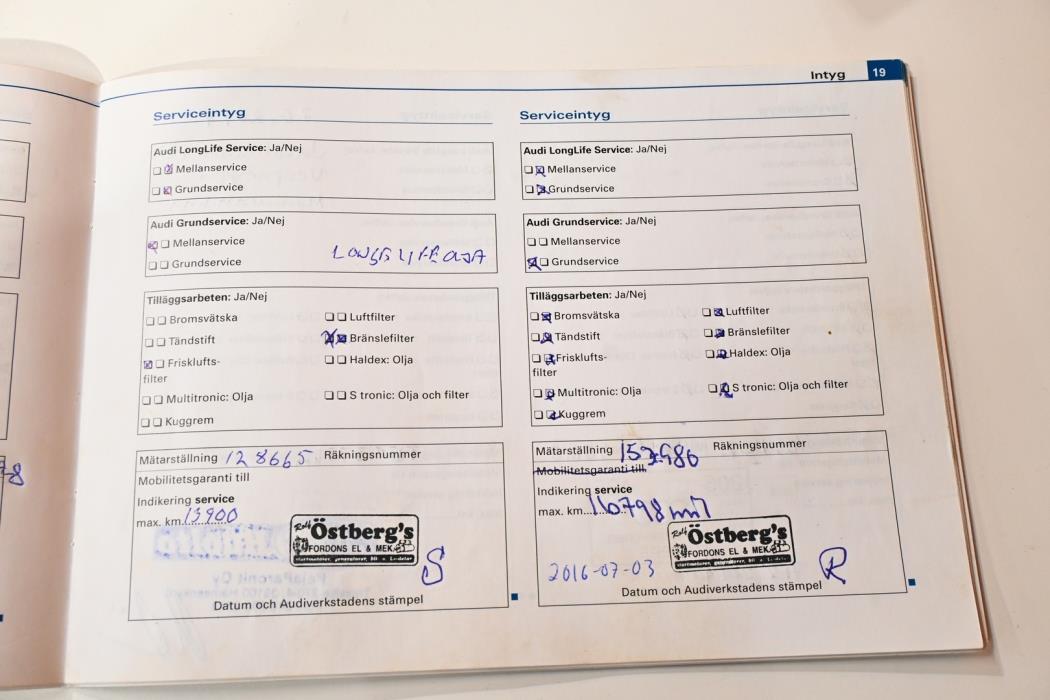 Intyg 19
Serviceintyg
Audi LongLife Service: Ja/Nej
Mellanservice
Grundservice
Audi Grundservice: Ja/Nej
Mellanservice
Grundservice
Tilläggsarbeten: Ja/Nej
Bromsvätska
Luftfilter
Tändstift
Bränslefilter
Frisklufts-
filter
Haldex: Olja
Multitronic: Olja
S tronic: Olja och filter
Kuggrem
Mätarställning 128665 Räkningsnummer
Mobilitetsgaranti till
Indikering service
max. km. 13900
Rolf
Östberg's
FORDONS EL & MEK
S
Datum och Audiverkstadens stämpel
Serviceintyg
Audi LongLife Service: Ja/Nej
Mellanservice
Grundservice
Audi Grundservice: Ja/Nej
Mellanservice
Grundservice
Tilläggsarbeten: Ja/Nej
Bromsvätska
Luftfilter
Tändstift
Bränslefilter
Frisklufts-
filter
Haldex: Olja
Multitronic: Olja
S tronic: Olja och filter
Kuggrem
Mätarställning Räkningsnummer
Mobilitetsgaranti till
Indikering service
max. km.
Rolf
Östberg's
FORDONS EL & MEK
2016-07-03
R
Datum och Audiverkstadens stämpel